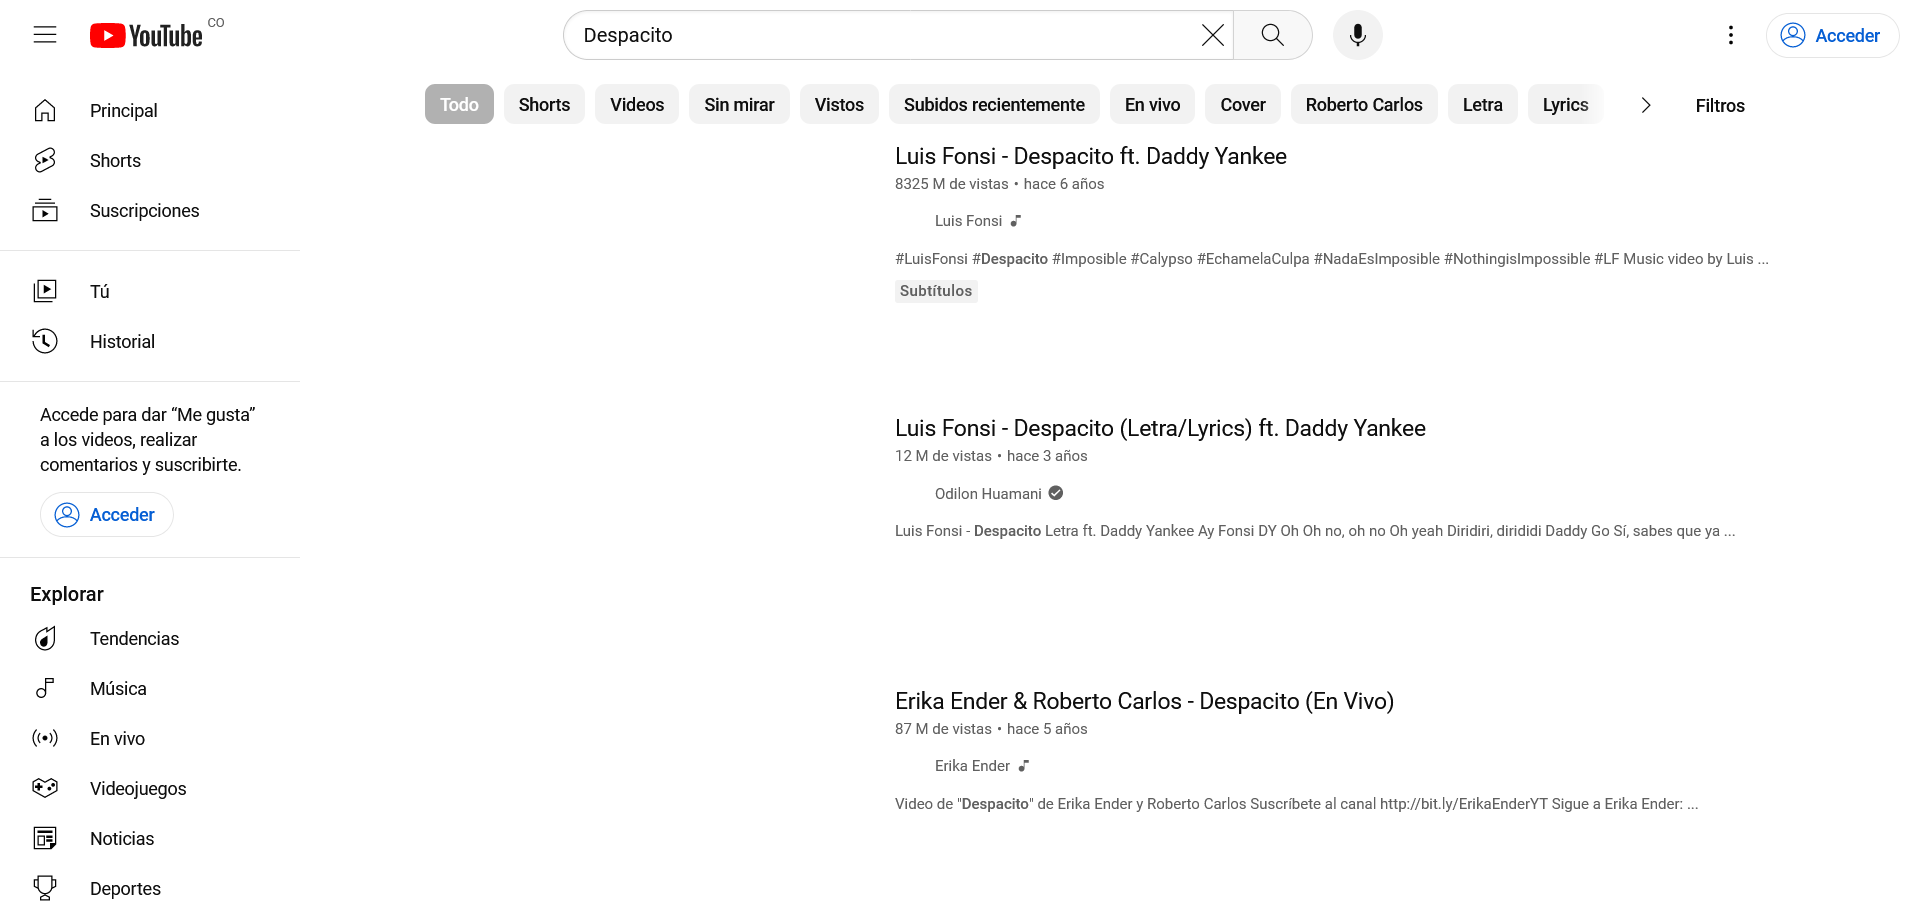 YouTube CO
Despacito
Acceder
Todo Shorts Videos Sin mirar Vistos Subidos recientemente En vivo Cover Roberto Carlos Letra Lyrics Filtros
Principal
Shorts
Suscripciones
Tú
Historial
Accede para dar “Me gusta”
a los videos, realizar
comentarios y suscribirte.
Acceder
Explorar
Tendencias
Música
En vivo
Videojuegos
Noticias
Deportes
Luis Fonsi - Despacito ft. Daddy Yankee
8325 M de vistas • hace 6 años
Luis Fonsi
#LuisFonsi #Despacito #Imposible #Calypso #EchamelaCulpa #NadaEsImposible #NothingisImpossible #LF Music video by Luis ...
Subtítulos
Luis Fonsi - Despacito (Letra/Lyrics) ft. Daddy Yankee
12 M de vistas • hace 3 años
Odilon Huamani
Luis Fonsi - Despacito Letra ft. Daddy Yankee Ay Fonsi DY Oh Oh no, oh no Oh yeah Diridiri, dirididi Daddy Go Sí, sabes que ya ...
Erika Ender & Roberto Carlos - Despacito (En Vivo)
87 M de vistas • hace 5 años
Erika Ender
Video de "Despacito" de Erika Ender y Roberto Carlos Suscríbete al canal http://bit.ly/ErikaEnderYT Sigue a Erika Ender: ...